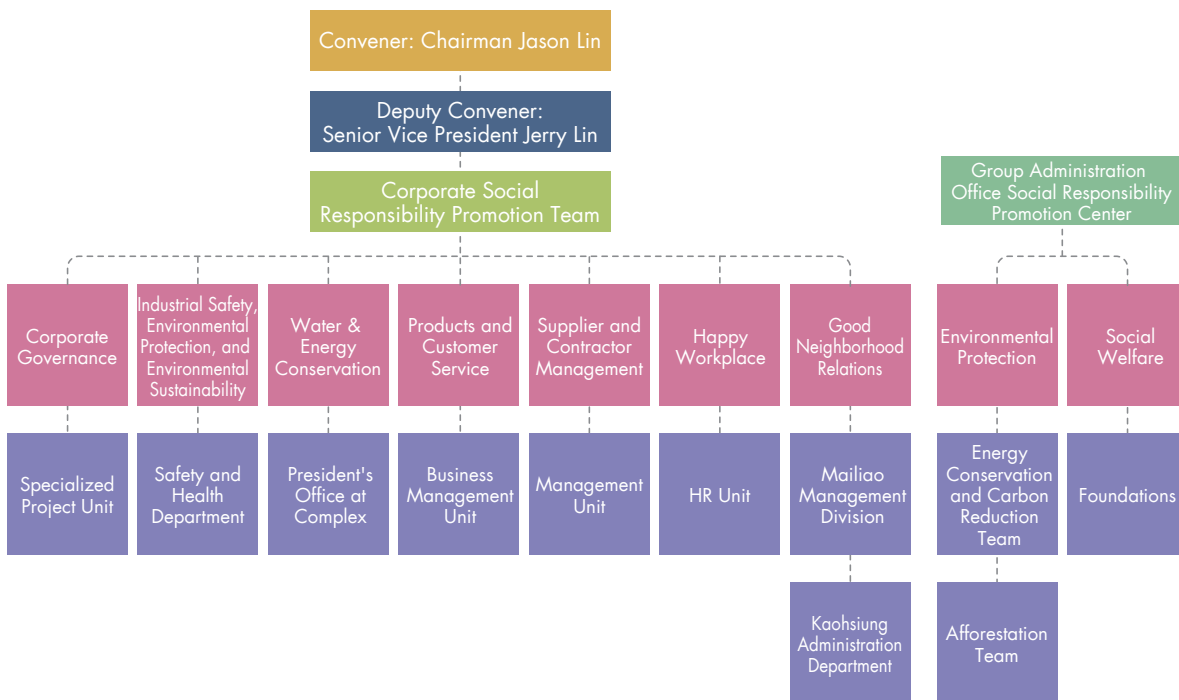 Convener: Chairman Jason Lin
Deputy Convener:
Senior Vice President Jerry Lin
Corporate Social
Responsibility Promotion Team
Group Administration
Office Social Responsibility
Promotion Center
Corporate
Governance
Industrial Safety,
Environmental
Protection, and
Environmental
Sustainability
Water &
Energy
Conservation
Products and
Customer
Service
Supplier and
Contractor
Management
Happy
Workplace
Good
Neighborhood
Relations
Environmental
Protection
Social
Welfare
Specialized
Project Unit
Safety and
Health
Department
President's
Office at
Complex
Business
Management
Unit
Management
Unit
HR Unit
Mailiao
Management
Division
Energy
Conservation
and Carbon
Reduction
Team
Foundations
Kaohsiung
Administration
Department
Afforestation
Team